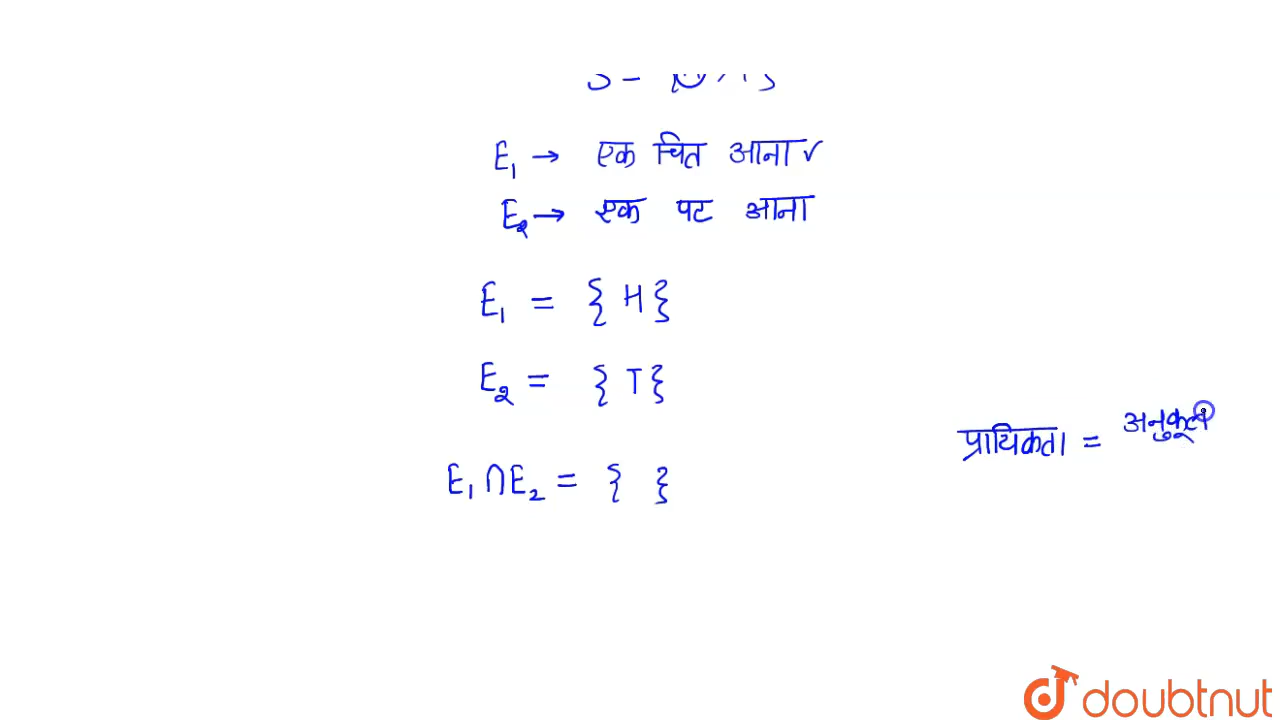 E₁ → एक चित आना ✓
E₂ → एक पट आना
E₁ = { H }
E₂ = { T }
प्रायिकता = अनुकूल
E₁ ∩ E₂ = { }
doubtnut